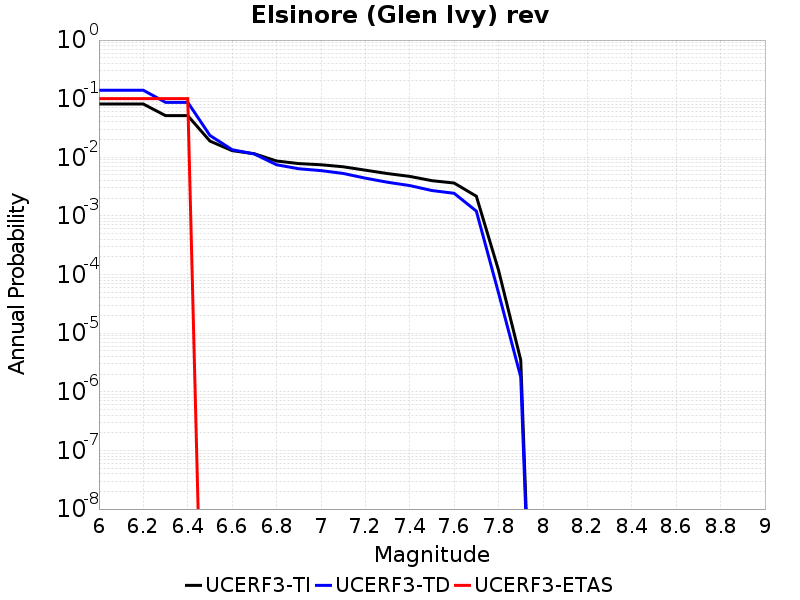 Elsinore (Glen Ivy) rev
Annual Probability
10^0
10^-1
10^-2
10^-3
10^-4
10^-5
10^-6
10^-7
10^-8
6 6.2 6.4 6.6 6.8 7 7.2 7.4 7.6 7.8 8 8.2 8.4 8.6 8.8 9
Magnitude
UCERF3-TI UCERF3-TD UCERF3-ETAS